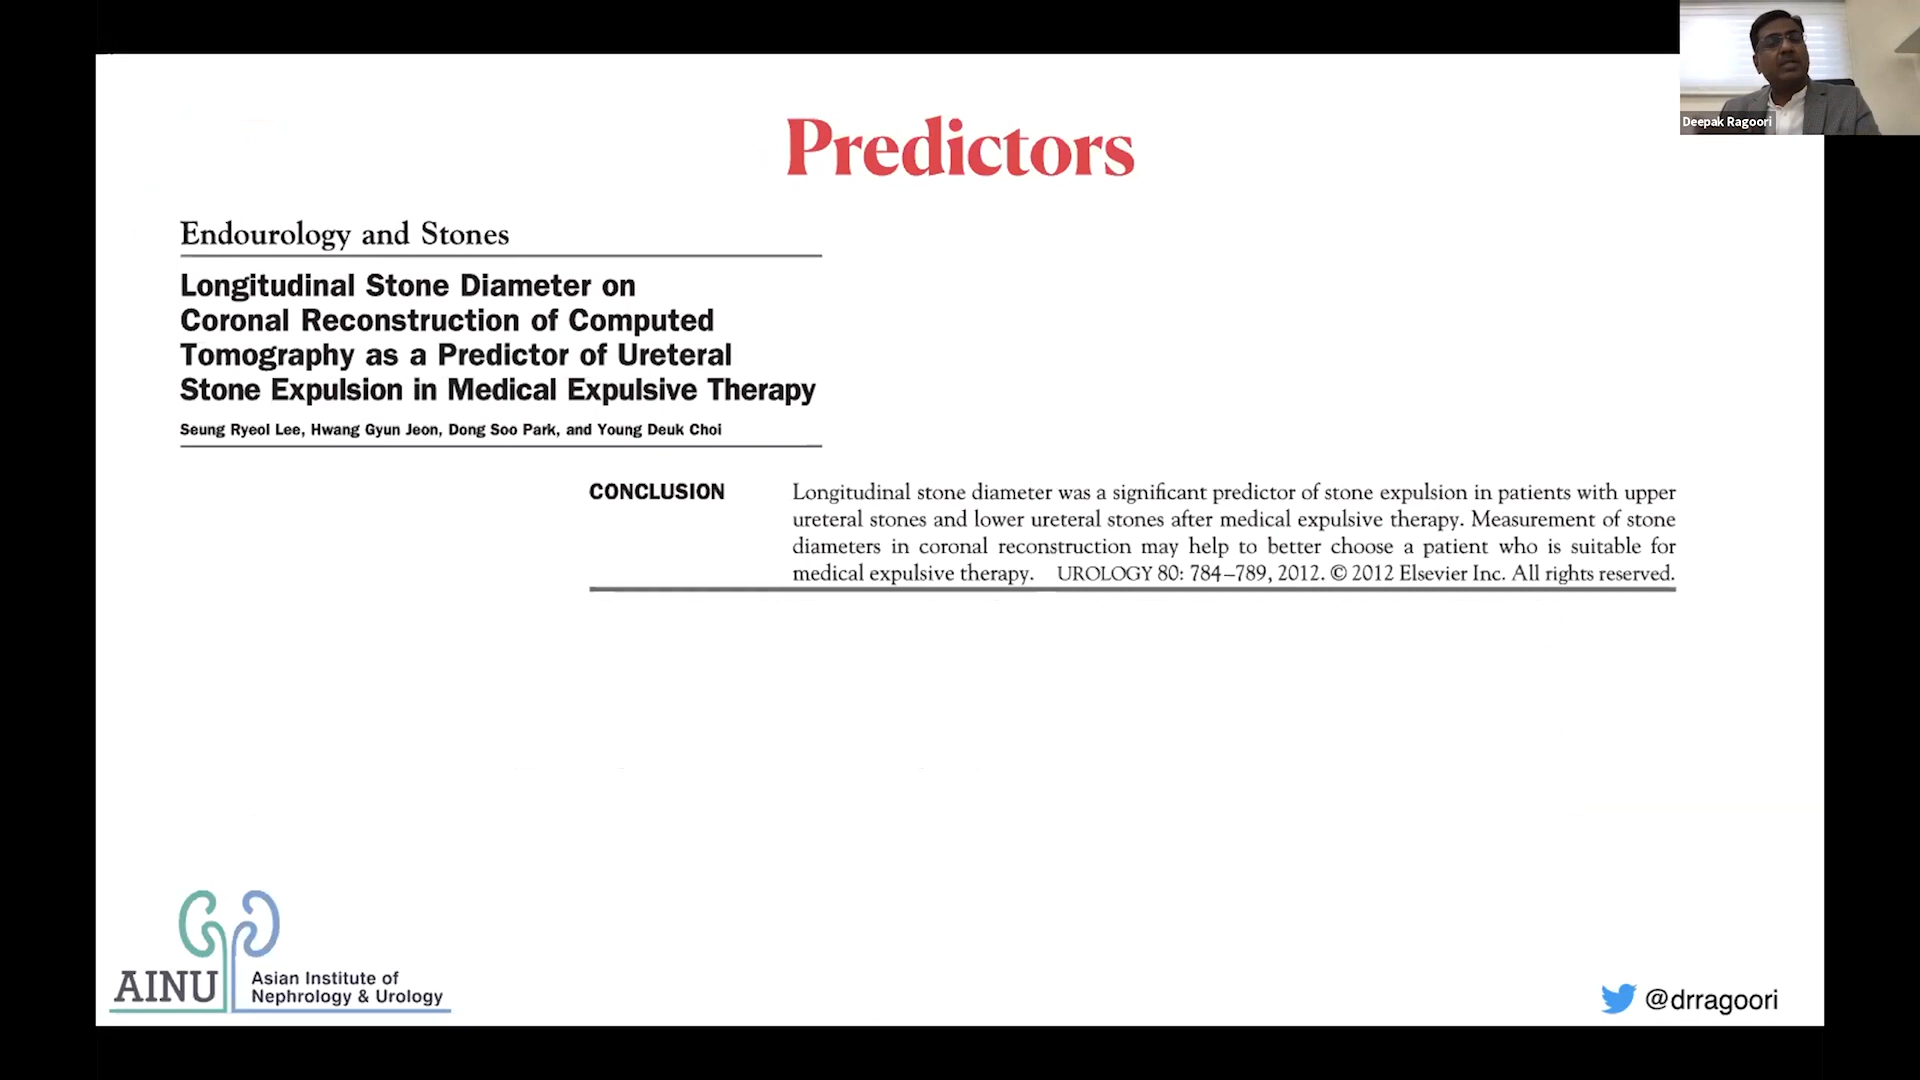 Predictors
Deepak Ragoori
Endourology and Stones
Longitudinal Stone Diameter on
Coronal Reconstruction of Computed
Tomography as a Predictor of Ureteral
Stone Expulsion in Medical Expulsive Therapy
Seung Ryeol Lee, Hwang Gyun Jeon, Dong Soo Park, and Young Deuk Choi
CONCLUSION Longitudinal stone diameter was a significant predictor of stone expulsion in patients with upper
ureteral stones and lower ureteral stones after medical expulsive therapy. Measurement of stone
diameters in coronal reconstruction may help to better choose a patient who is suitable for
medical expulsive therapy. UROLOGY 80: 784–789, 2012. © 2012 Elsevier Inc. All rights reserved.
AINU
Asian Institute of
Nephrology & Urology
@drragoori